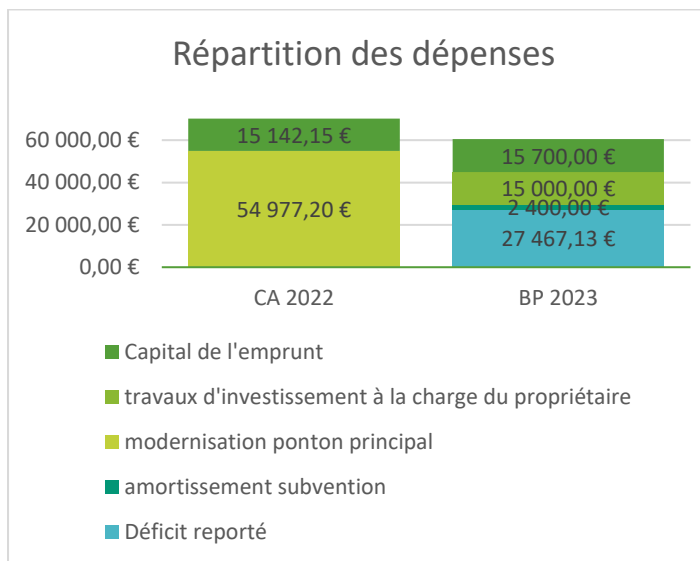 Répartition des dépenses
60 000,00 €
40 000,00 €
20 000,00 €
0,00 €
15 142,15 €
54 977,20 €
15 700,00 €
15 000,00 €
2 400,00 €
27 467,13 €
CA 2022
BP 2023
Capital de l'emprunt
travaux d'investissement à la charge du propriétaire
modernisation ponton principal
amortissement subvention
Déficit reporté